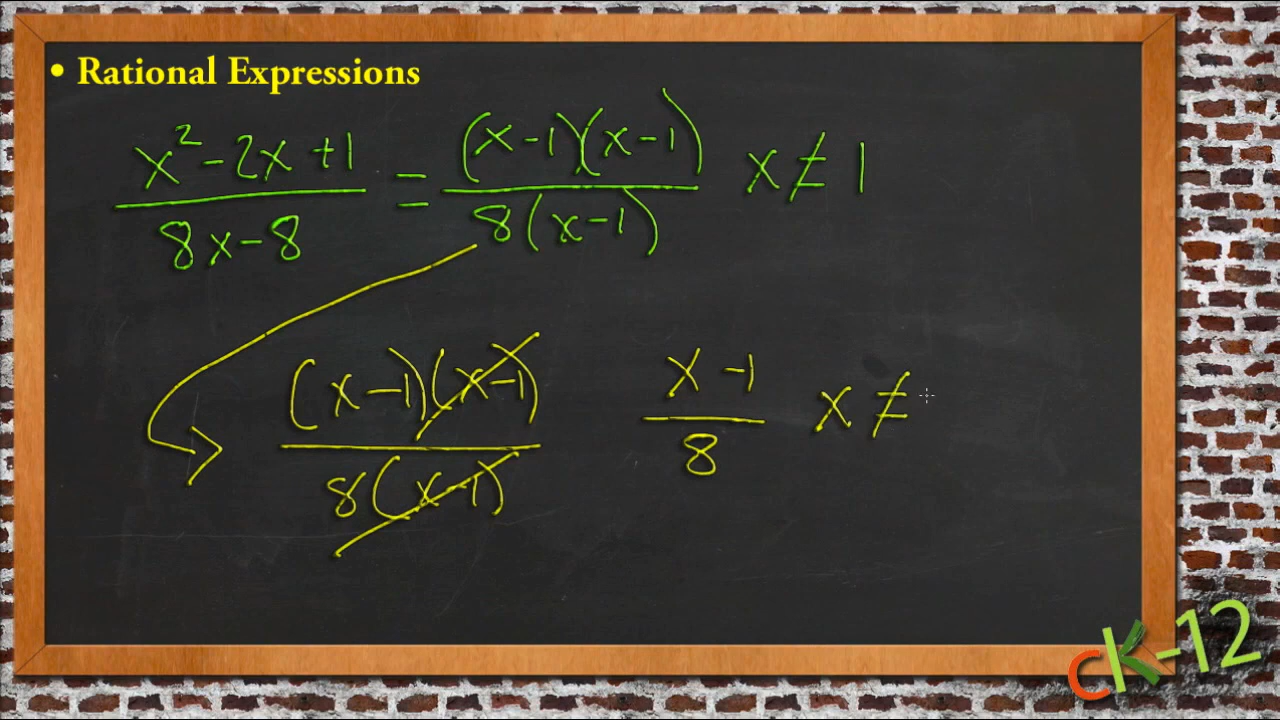 • Rational Expressions
x² - 2x + 1 / 8x - 8 = (x - 1)(x - 1) / 8(x - 1) x ≠ 1
(x - 1)(x - 1) / 8(x - 1) x - 1 / 8 x ≠
CK-12